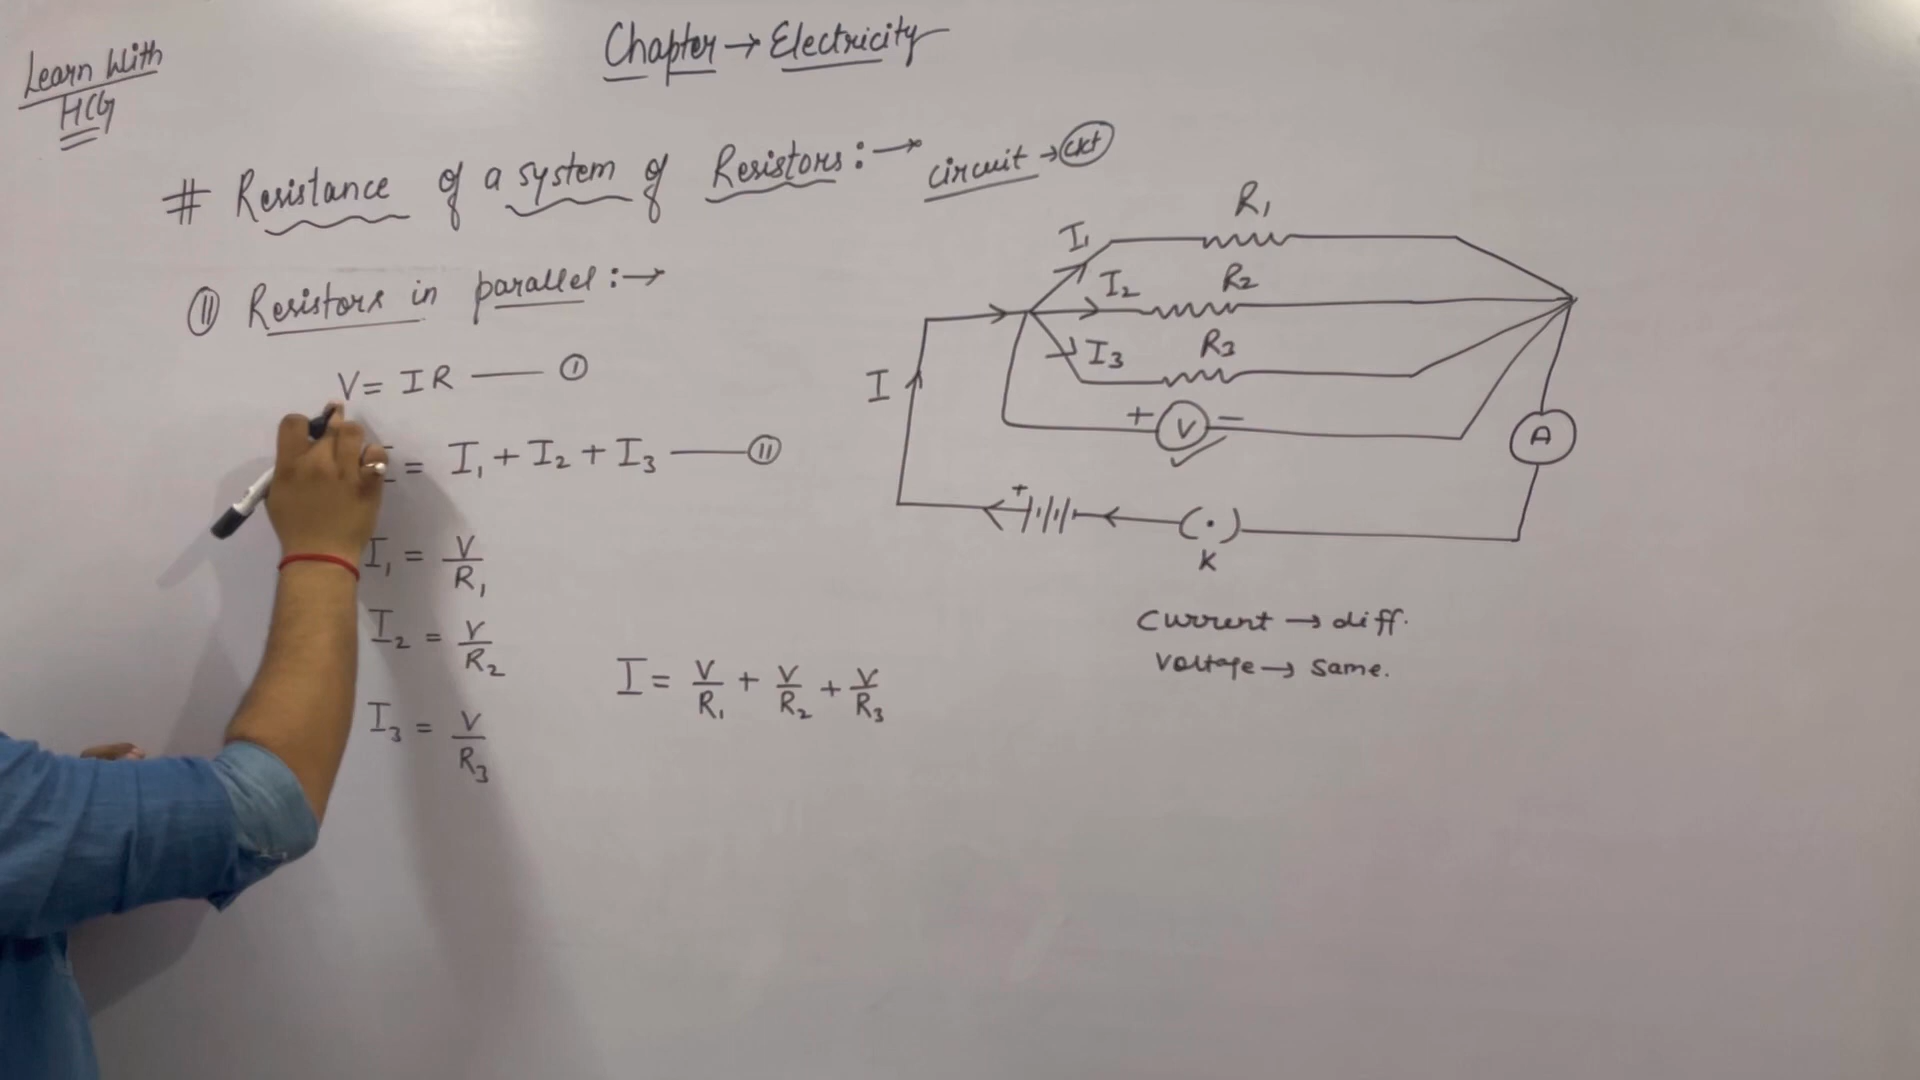 Learn With
HCG
Chapter → Electricity
# Resistance of a system of Resistors :→ circuit → ckt
II Resistors in parallel :→
V = IR — I
= I₁ + I₂ + I₃ — II
I₁ = V/R₁
I₂ = V/R₂
I₃ = V/R₃
I = V/R₁ + V/R₂ + V/R₃
R₁
I₁
I₂
R₂
I₃
R₃
I
+ V −
A
+
K
Current → diff.
Voltage → Same.